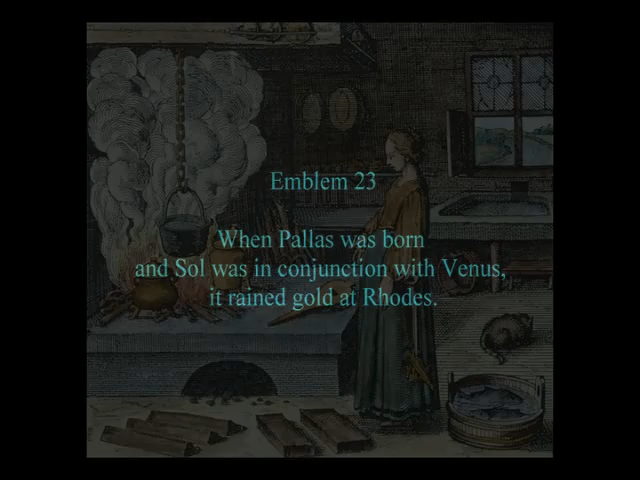 Emblem 23
When Pallas was born
and Sol was in conjunction with Venus,
it rained gold at Rhodes.